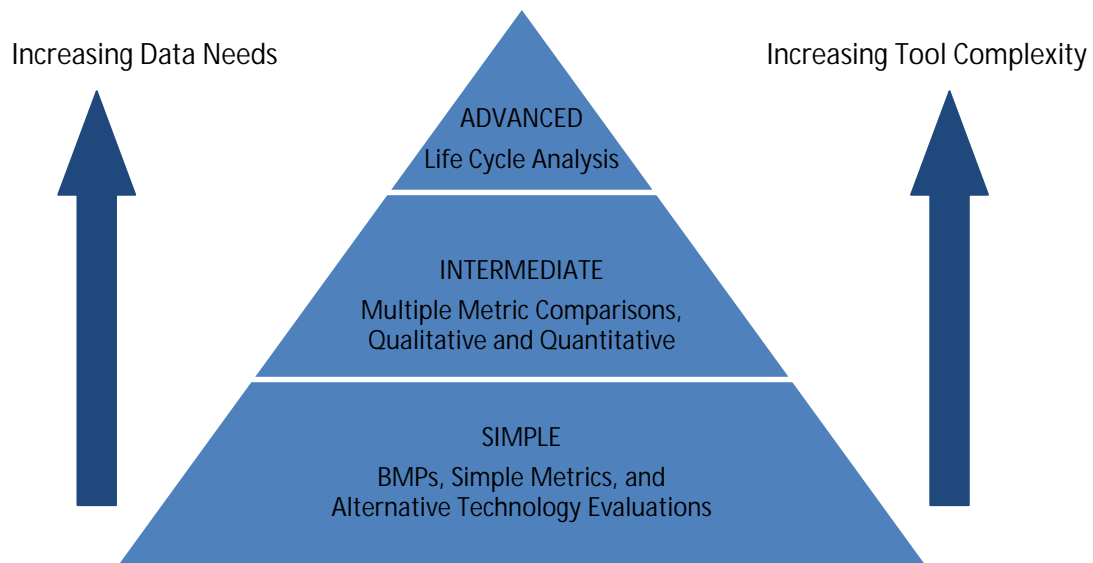 Increasing Data Needs
Increasing Tool Complexity
ADVANCED
Life Cycle Analysis
INTERMEDIATE
Multiple Metric Comparisons,
Qualitative and Quantitative
SIMPLE
BMPs, Simple Metrics, and
Alternative Technology Evaluations